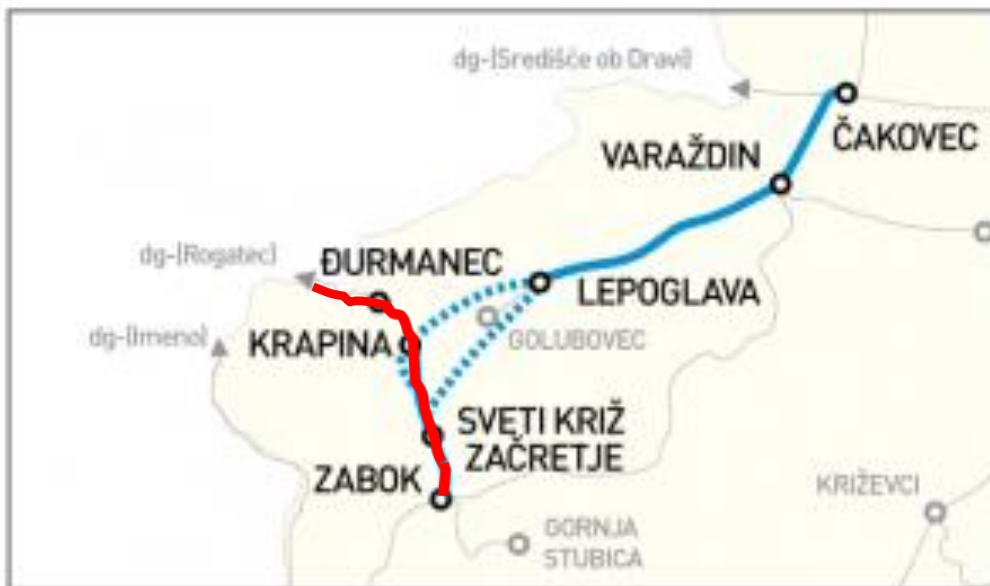 dg-(Središće ob Dravi)
ČAKOVEC
VARAŽDIN
dg-(Rogatec)
ĐURMANEC
LEPOGLAVA
dg-(Imeno)
KRAPINA
GOLUBOVEC
SVETI KRIŽ
ZAČRETJE
ZABOK
KRIŽEVCI
GORNJA
STUBICA